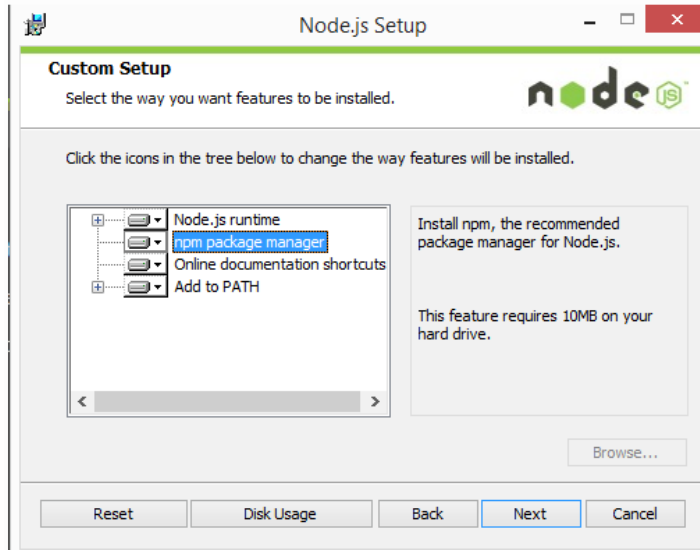 Node.js Setup
Custom Setup
Select the way you want features to be installed.
node JS
Click the icons in the tree below to change the way features will be installed.
Node.js runtime
npm package manager
Online documentation shortcuts
Add to PATH
Install npm, the recommended
package manager for Node.js.
This feature requires 10MB on your
hard drive.
Browse...
Reset Disk Usage Back Next Cancel